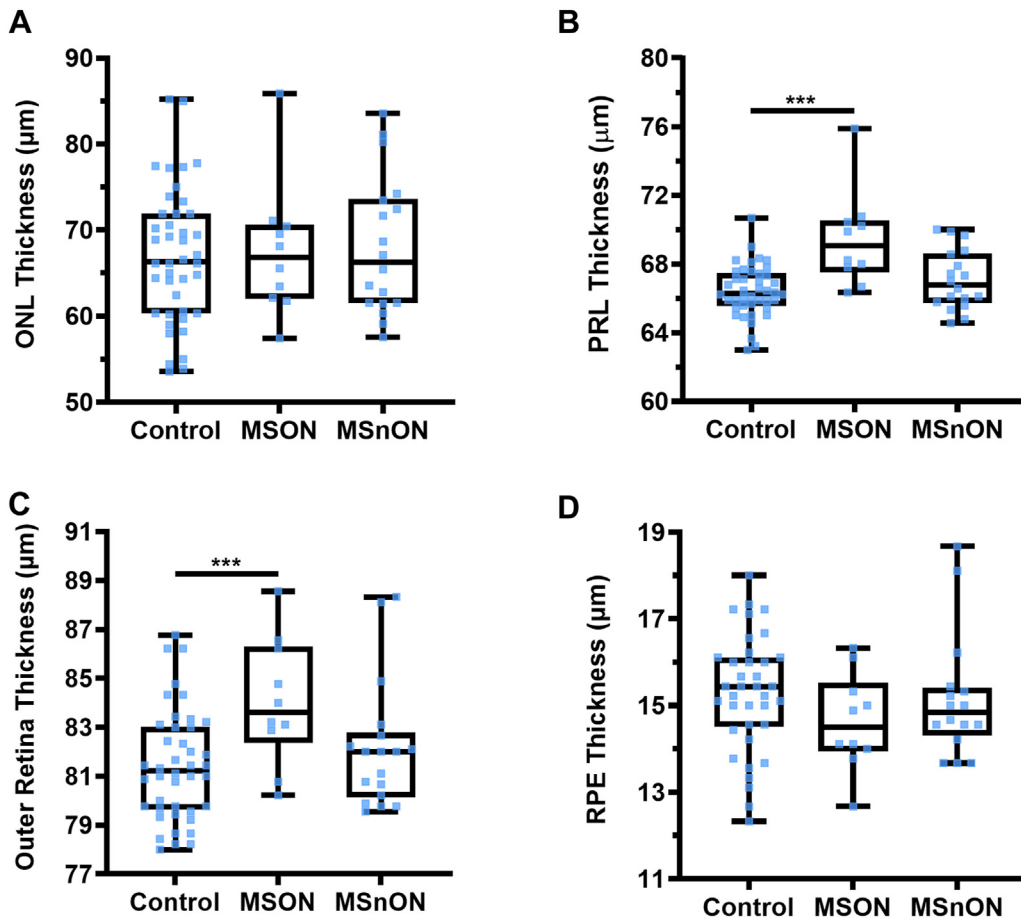 A
ONL Thickness (µm)
90
80
70
60
50
Control MSON MSnON
B
PRL Thickness (µm)
80
76
72
68
64
60
***
Control MSON MSnON
C
Outer Retina Thickness (µm)
91
89
87
85
83
81
79
77
***
Control MSON MSnON
D
RPE Thickness (µm)
19
17
15
13
11
Control MSON MSnON